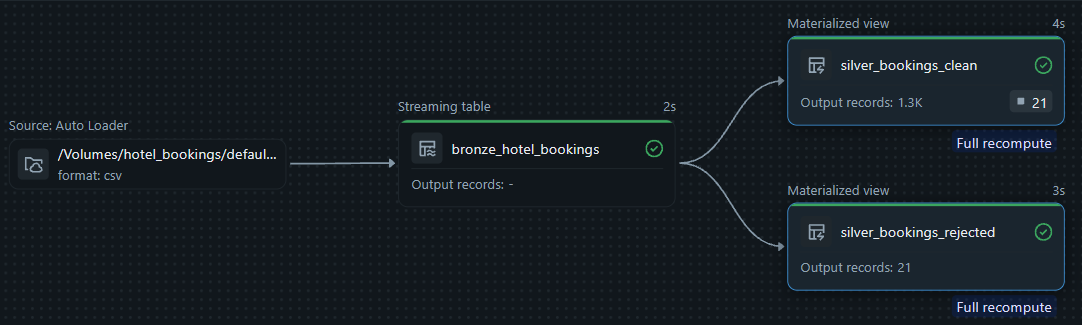 Source: Auto Loader
/Volumes/hotel_bookings/defaul...
format: csv
Streaming table 2s
bronze_hotel_bookings
Output records: -
Materialized view 4s
silver_bookings_clean
Output records: 1.3K 21
Full recompute
Materialized view 3s
silver_bookings_rejected
Output records: 21
Full recompute